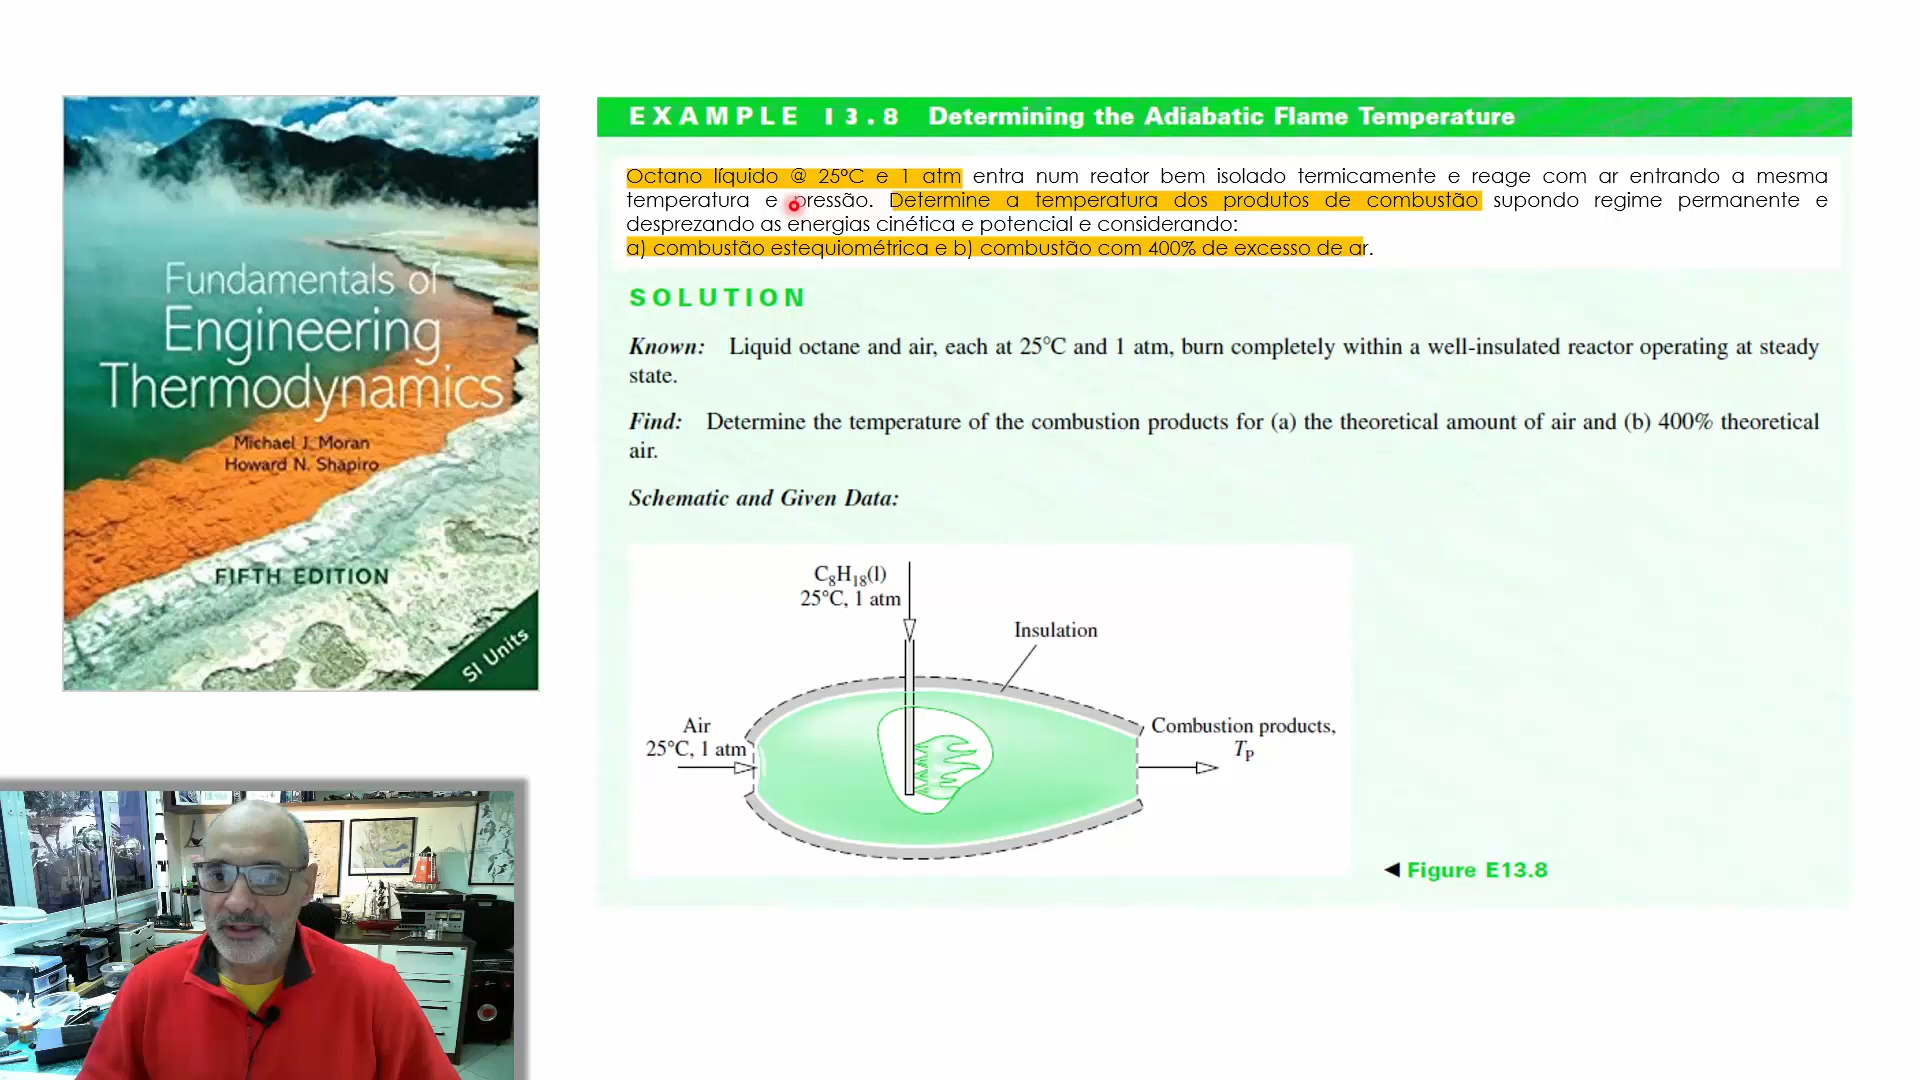 Fundamentals of
Engineering
Thermodynamics
Michael J. Moran
Howard N. Shapiro
FIFTH EDITION
SI Units
EXAMPLE 13.8 Determining the Adiabatic Flame Temperature
Octano líquido @ 25ºC e 1 atm entra num reator bem isolado termicamente e reage com ar entrando a mesma
temperatura e pressão. Determine a temperatura dos produtos de combustão supondo regime permanente e
desprezando as energias cinética e potencial e considerando:
a) combustão estequiométrica e b) combustão com 400% de excesso de ar.
SOLUTION
Known: Liquid octane and air, each at 25°C and 1 atm, burn completely within a well-insulated reactor operating at steady
state.
Find: Determine the temperature of the combustion products for (a) the theoretical amount of air and (b) 400% theoretical
air.
Schematic and Given Data:
C8H18(l)
25°C, 1 atm
Insulation
Air
25°C, 1 atm
Combustion products,
TP
◄ Figure E13.8